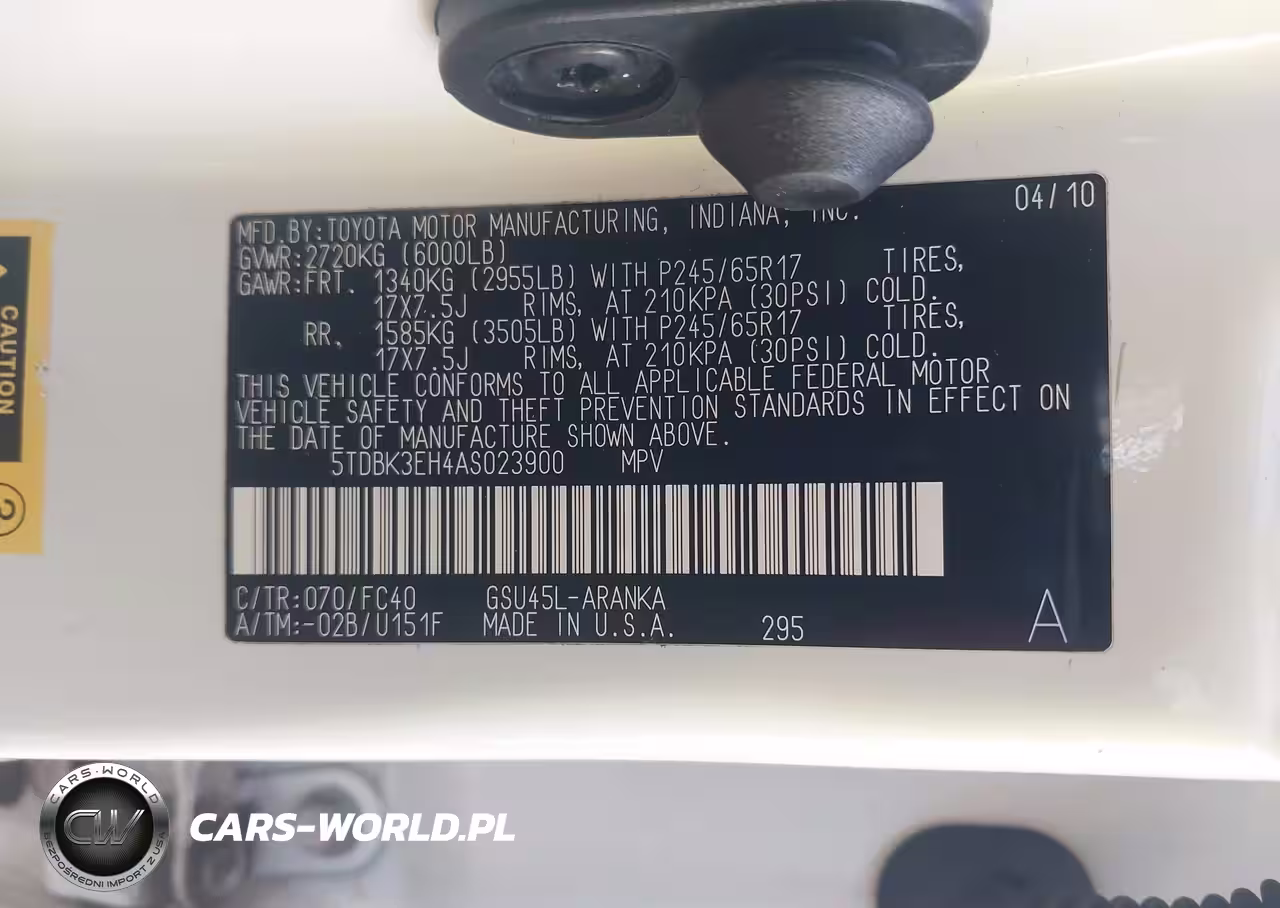 04/10
MFD.BY:TOYOTA MOTOR MANUFACTURING, INDIANA, INC.
GVWR:2720KG (6000LB)
GAWR:FRT. 1340KG (2955LB) WITH P245/65R17 TIRES,
17X7.5J RIMS, AT 210KPA (30PSI) COLD.
RR. 1585KG (3505LB) WITH P245/65R17 TIRES,
17X7.5J RIMS, AT 210KPA (30PSI) COLD.
THIS VEHICLE CONFORMS TO ALL APPLICABLE FEDERAL MOTOR
VEHICLE SAFETY AND THEFT PREVENTION STANDARDS IN EFFECT ON
THE DATE OF MANUFACTURE SHOWN ABOVE.
5TDBK3EH4AS023900 MPV
C/TR:070/FC40 GSU45L-ARANKA
A/TM:-02B/U151F MADE IN U.S.A. 295
A
CAUTION
2
CARS-WORLD
CW
BEZPOŚREDNI IMPORT Z USA
CARS-WORLD.PL